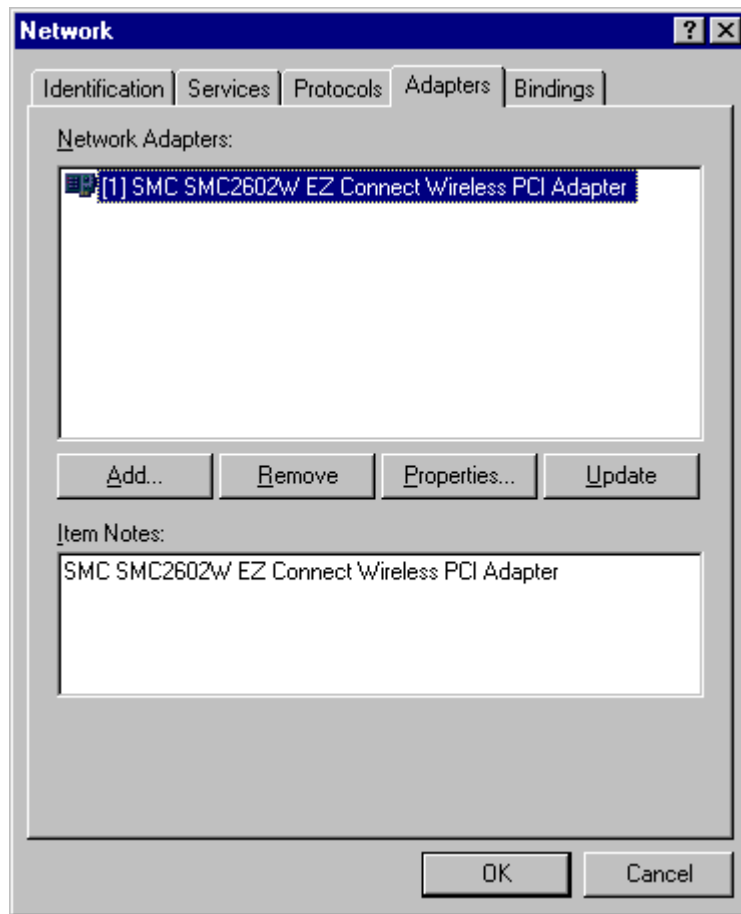 Network
Identification Services Protocols Adapters Bindings
Network Adapters:
[1] SMC SMC2602W EZ Connect Wireless PCI Adapter
Add... Remove Properties... Update
Item Notes:
SMC SMC2602W EZ Connect Wireless PCI Adapter
OK Cancel